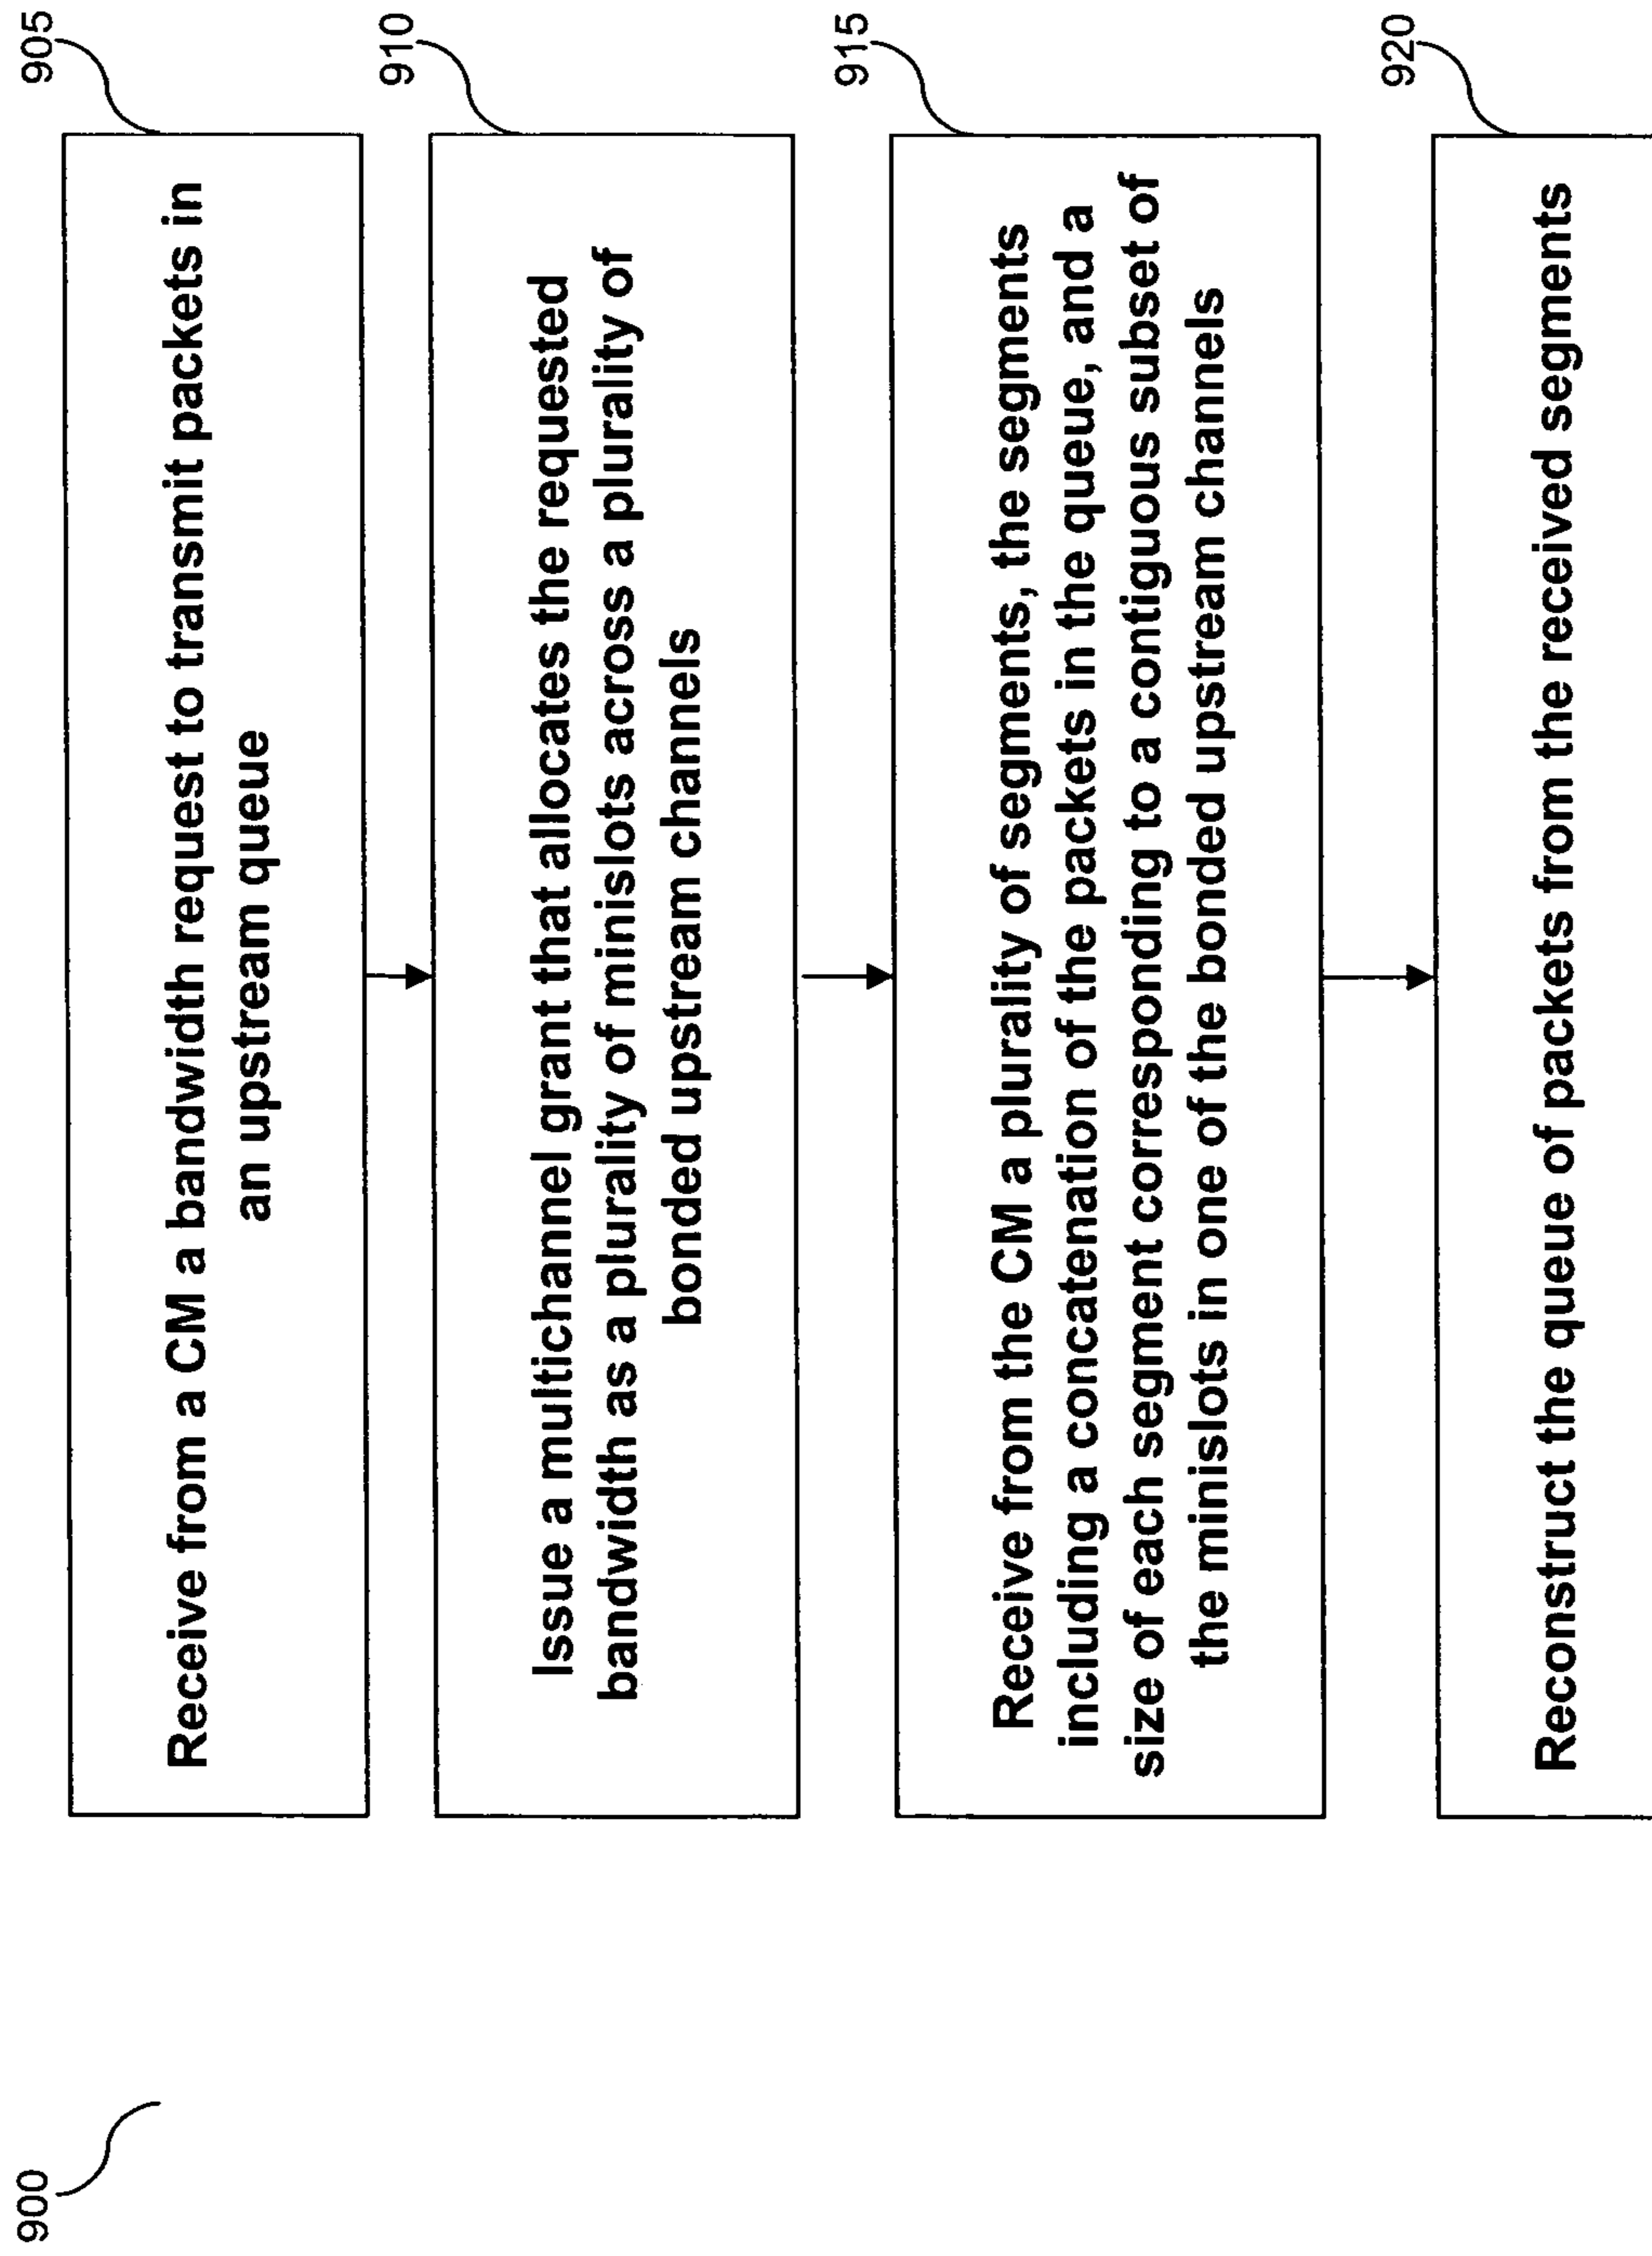 900
905
Receive from a CM a bandwidth request to transmit packets in
an upstream queue
910
Issue a multichannel grant that allocates the requested
bandwidth as a plurality of minislots across a plurality of
bonded upstream channels
915
Receive from the CM a plurality of segments, the segments
including a concatenation of the packets in the queue, and a
size of each segment corresponding to a contiguous subset of
the minislots in one of the bonded upstream channels
920
Reconstruct the queue of packets from the received segments